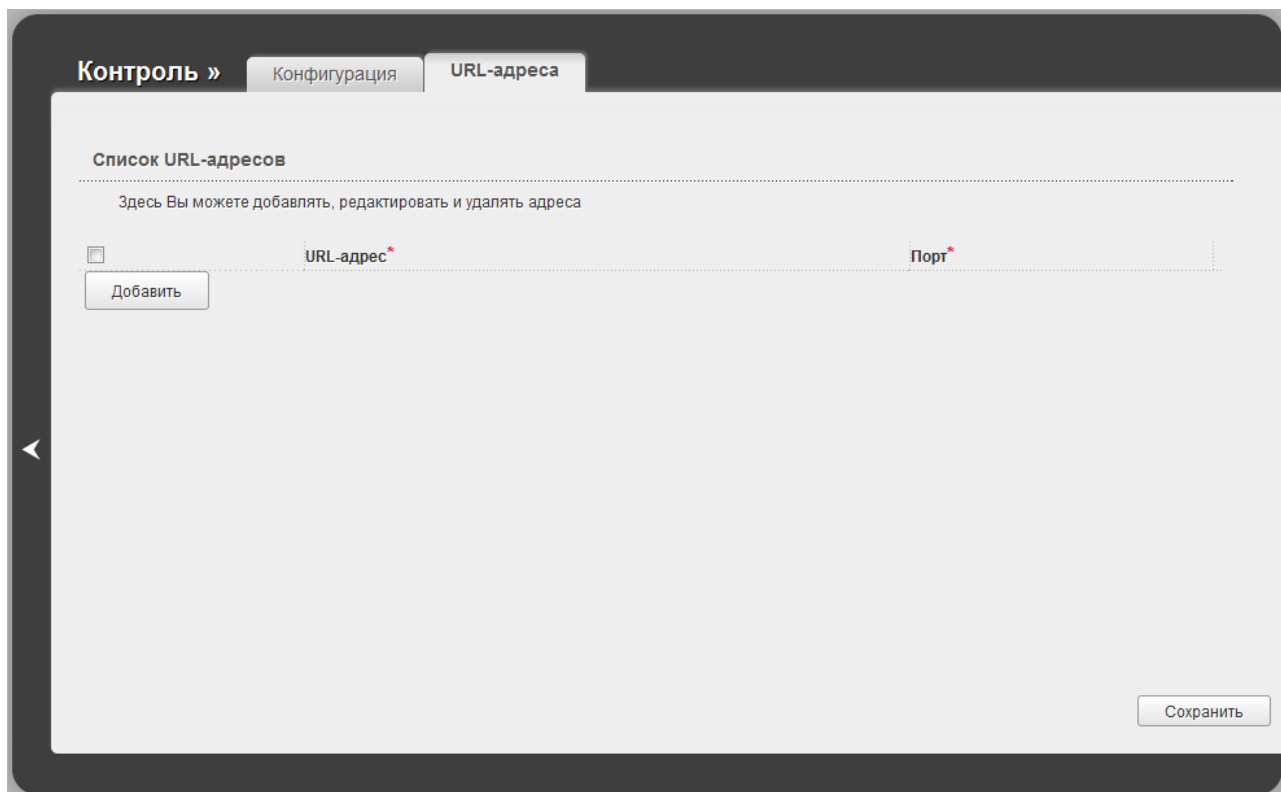 Контроль » Конфигурация URL-адреса
Список URL-адресов
Здесь Вы можете добавлять, редактировать и удалять адреса
URL-адрес* Порт*
Добавить
Сохранить